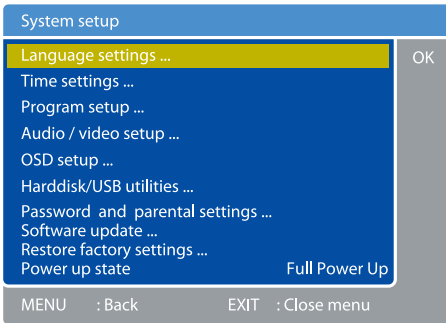 System setup
Language settings ...
OK
Time settings ...
Program setup ...
Audio / video setup ...
OSD setup ...
Harddisk/USB utilities ...
Password and parental settings ...
Software update ...
Restore factory settings ...
Power up state Full Power Up
MENU : Back EXIT : Close menu